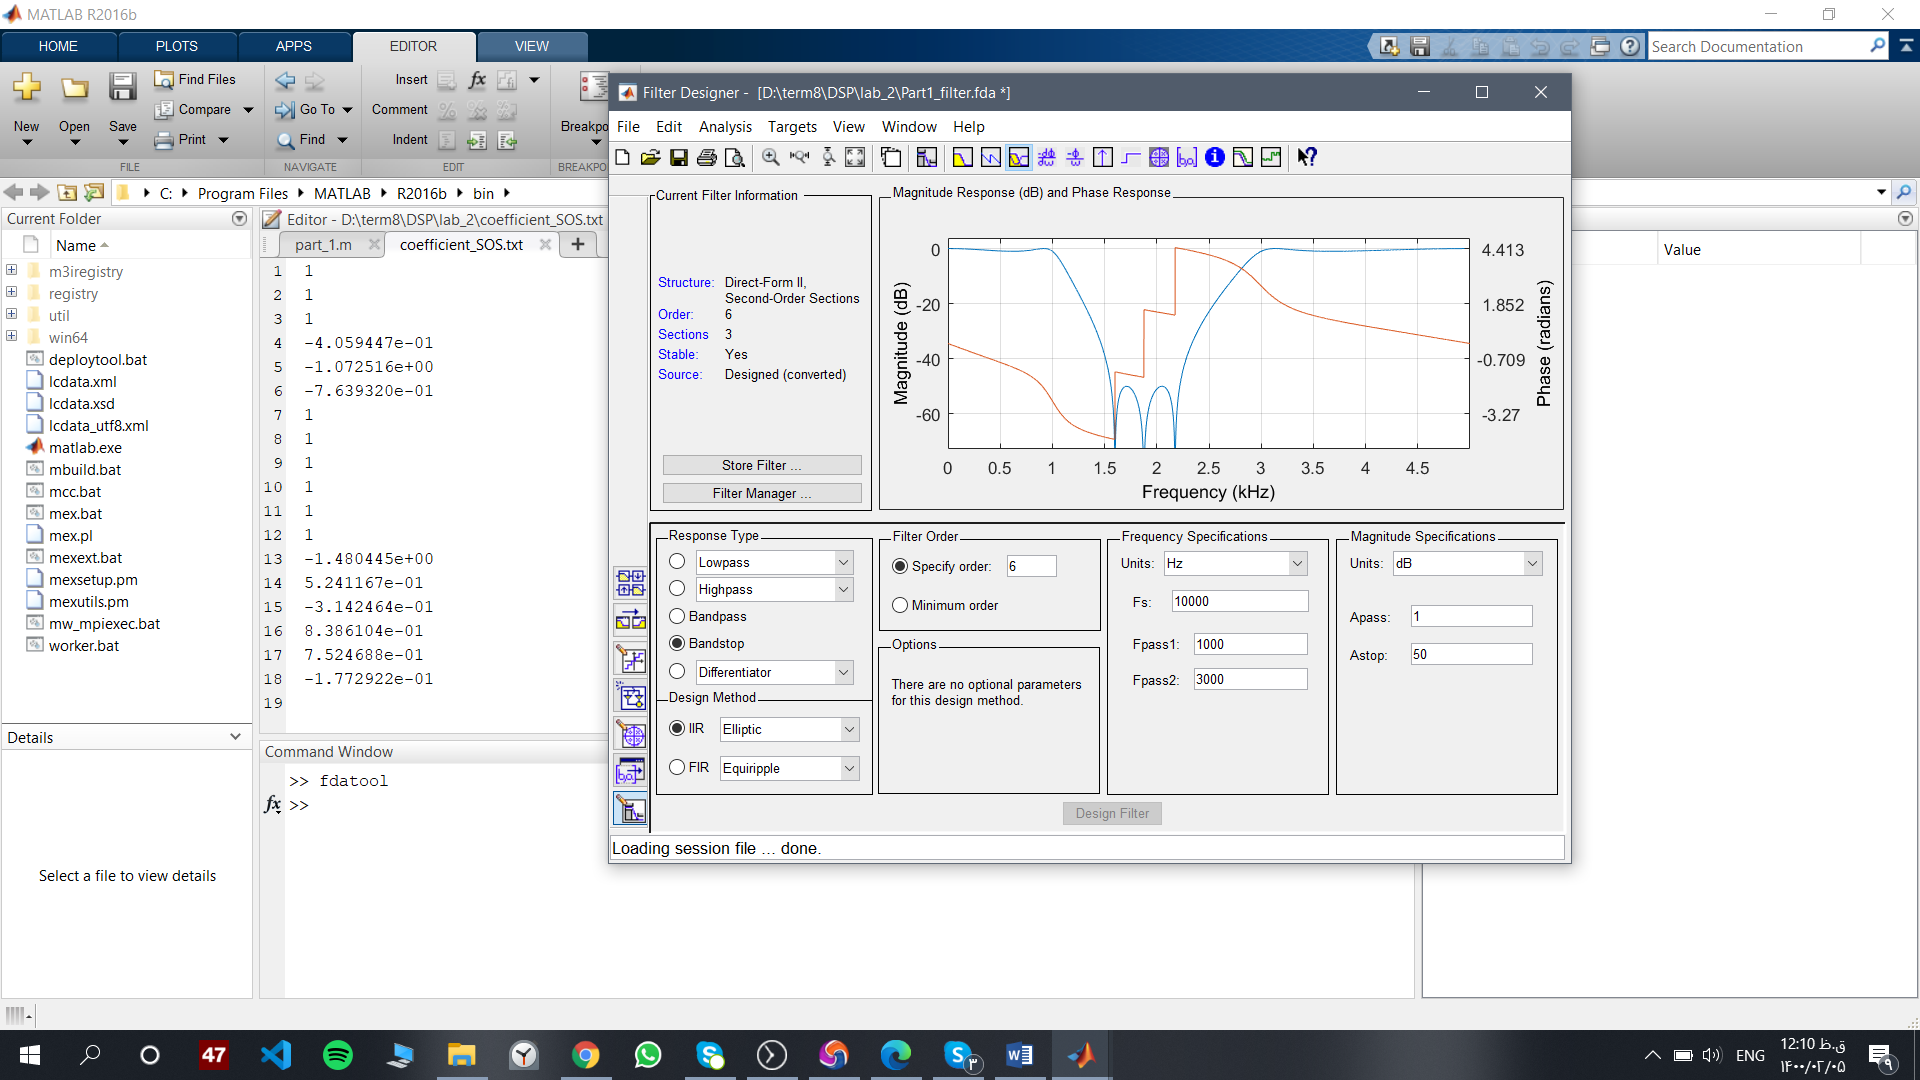 MATLAB R2016b
HOME
PLOTS
APPS
EDITOR
VIEW
Search Documentation
New
Open
Save
Find Files
Compare
Print
FILE
Go To
Find
NAVIGATE
Insert
Comment
Indent
EDIT
Breakpo
BREAKPO
C: Program Files MATLAB R2016b bin
Current Folder
Name
m3iregistry
registry
util
win64
deploytool.bat
lcdata.xml
lcdata.xsd
lcdata_utf8.xml
matlab.exe
mbuild.bat
mcc.bat
mex.bat
mex.pl
mexext.bat
mexsetup.pm
mexutils.pm
mw_mpiexec.bat
worker.bat
Details
Select a file to view details
Editor - D:\term8\DSP\lab_2\coefficient_SOS.txt
part_1.m
coefficient_SOS.txt
1 1
2 1
3 1
4 -4.059447e-01
5 -1.072516e+00
6 -7.639320e-01
7 1
8 1
9 1
10 1
11 1
12 1
13 -1.480445e+00
14 5.241167e-01
15 -3.142464e-01
16 8.386104e-01
17 7.524688e-01
18 -1.772922e-01
19
Command Window
>> fdatool
fx >>
Value
Filter Designer - [D:\term8\DSP\lab_2\Part1_filter.fda *]
File Edit Analysis Targets View Window Help
Current Filter Information
Structure: Direct-Form II,
Second-Order Sections
Order: 6
Sections 3
Stable: Yes
Source: Designed (converted)
Store Filter ...
Filter Manager ...
Magnitude Response (dB) and Phase Response
Magnitude (dB)
0
-20
-40
-60
4.413
1.852
-0.709
-3.27
Phase (radians)
0 0.5 1 1.5 2 2.5 3 3.5 4 4.5
Frequency (kHz)
Response Type
Lowpass
Highpass
Bandpass
Bandstop
Differentiator
Design Method
IIR Elliptic
FIR Equiripple
Filter Order
Specify order: 6
Minimum order
Options
There are no optional parameters
for this design method.
Frequency Specifications
Units: Hz
Fs: 10000
Fpass1: 1000
Fpass2: 3000
Magnitude Specifications
Units: dB
Apass: 1
Astop: 50
Design Filter
Loading session file ... done.
47
۳
ENG
12:10 ق.ظ
۱۴۰۰/۰۲/۰۵
۹